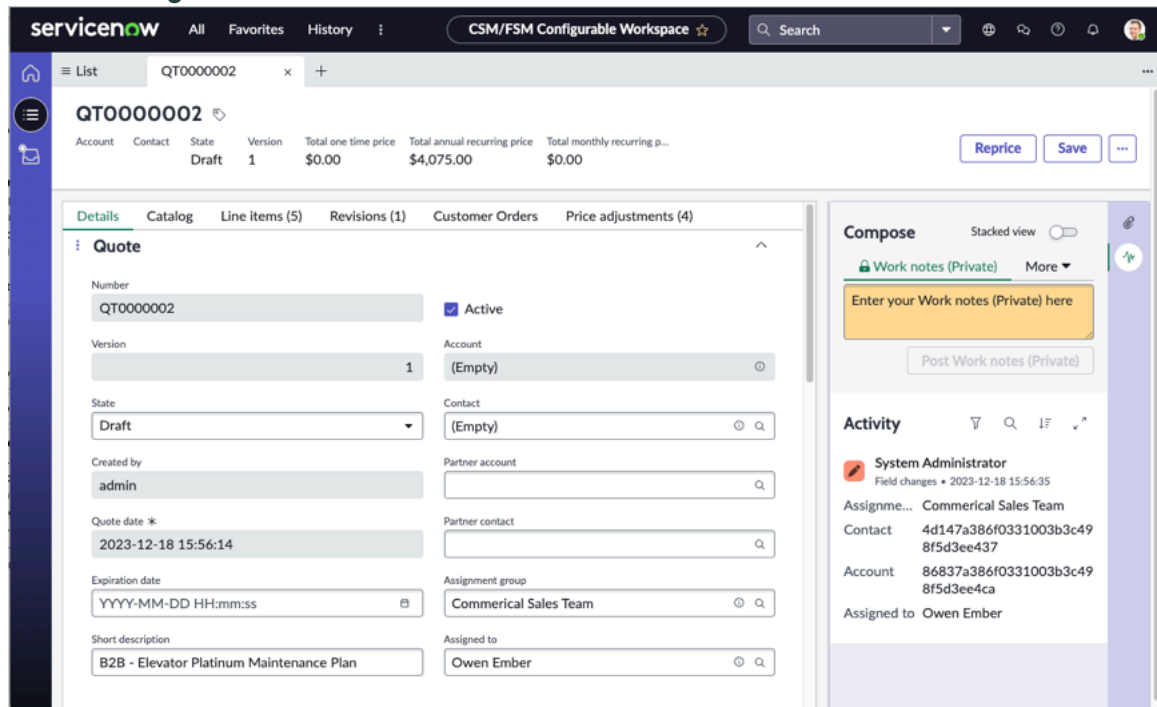 servicenow All Favorites History CSM/FSM Configurable Workspace Search
List QT0000002 × +
QT0000002
Account Contact State Version Total one time price Total annual recurring price Total monthly recurring p...
Draft 1 $0.00 $4,075.00 $0.00
Reprice Save ...
Details Catalog Line items (5) Revisions (1) Customer Orders Price adjustments (4)
Quote
Number
QT0000002
Active
Version
1
Account
(Empty)
State
Draft
Contact
(Empty)
Created by
admin
Partner account
Quote date *
2023-12-18 15:56:14
Partner contact
Expiration date
YYYY-MM-DD HH:mm:ss
Assignment group
Commerical Sales Team
Short description
B2B - Elevator Platinum Maintenance Plan
Assigned to
Owen Ember
Compose Stacked view
Work notes (Private) More
Enter your Work notes (Private) here
Post Work notes (Private)
Activity
System Administrator
Field changes • 2023-12-18 15:56:35
Assignme... Commerical Sales Team
Contact 4d147a386f0331003b3c49
8f5d3ee437
Account 86837a386f0331003b3c49
8f5d3ee4ca
Assigned to Owen Ember